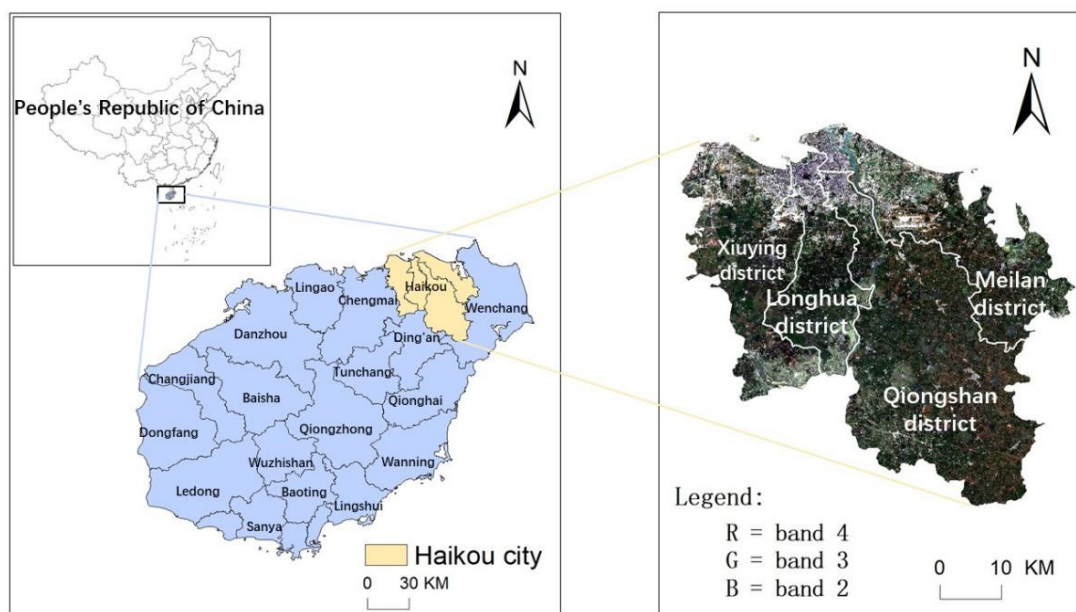 People's Republic of China
N
Lingao
Chengmai
Haikou
Wenchang
Danzhou
Ding'an
Tunchang
Changjiang
Baisha
Qionghai
Dongfang
Qiongzhong
Wuzhishan
Wanning
Ledong
Baoting
Lingshui
Sanya
Haikou city
0 30 KM
N
Xiuying
district
Longhua
district
Meilan
district
Qiongshan
district
Legend:
R = band 4
G = band 3
B = band 2
0 10 KM